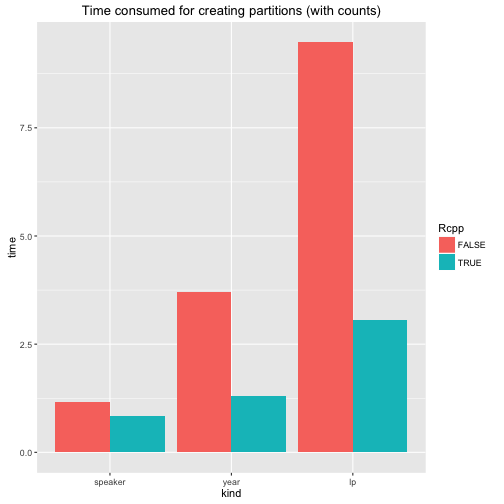 Time consumed for creating partitions (with counts)
7.5
5.0
2.5
0.0
time
speaker year lp
kind
Rcpp
FALSE
TRUE